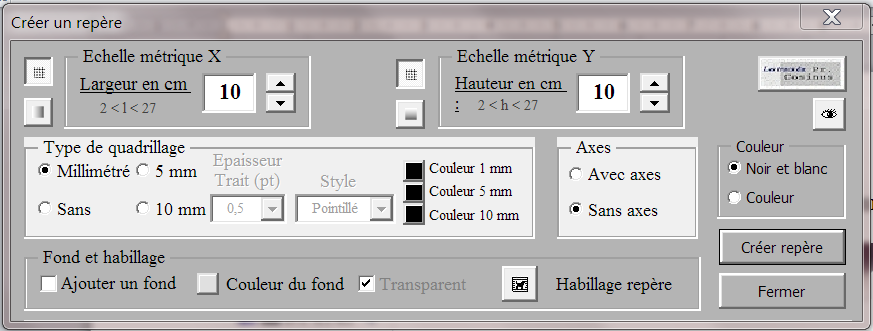 Créer un repère
Echelle métrique X
Largeur en cm
10
2 < l < 27
Echelle métrique Y
Hauteur en cm
10
: 2 < h < 27
Pr.
Cosinus
Type de quadrillage
Millimétré
5 mm
Sans
10 mm
Epaisseur
Trait (pt)
0,5
Style
Pointillé
Couleur 1 mm
Couleur 5 mm
Couleur 10 mm
Axes
Avec axes
Sans axes
Couleur
Noir et blanc
Couleur
Fond et habillage
Ajouter un fond
Couleur du fond
Transparent
Habillage repère
Créer repère
Fermer